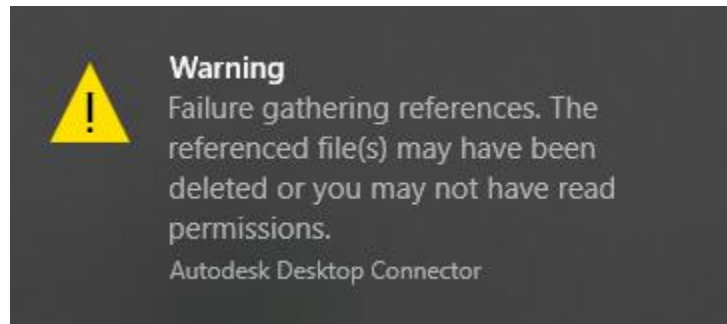 Warning
Failure gathering references. The
referenced file(s) may have been
deleted or you may not have read
permissions.
Autodesk Desktop Connector